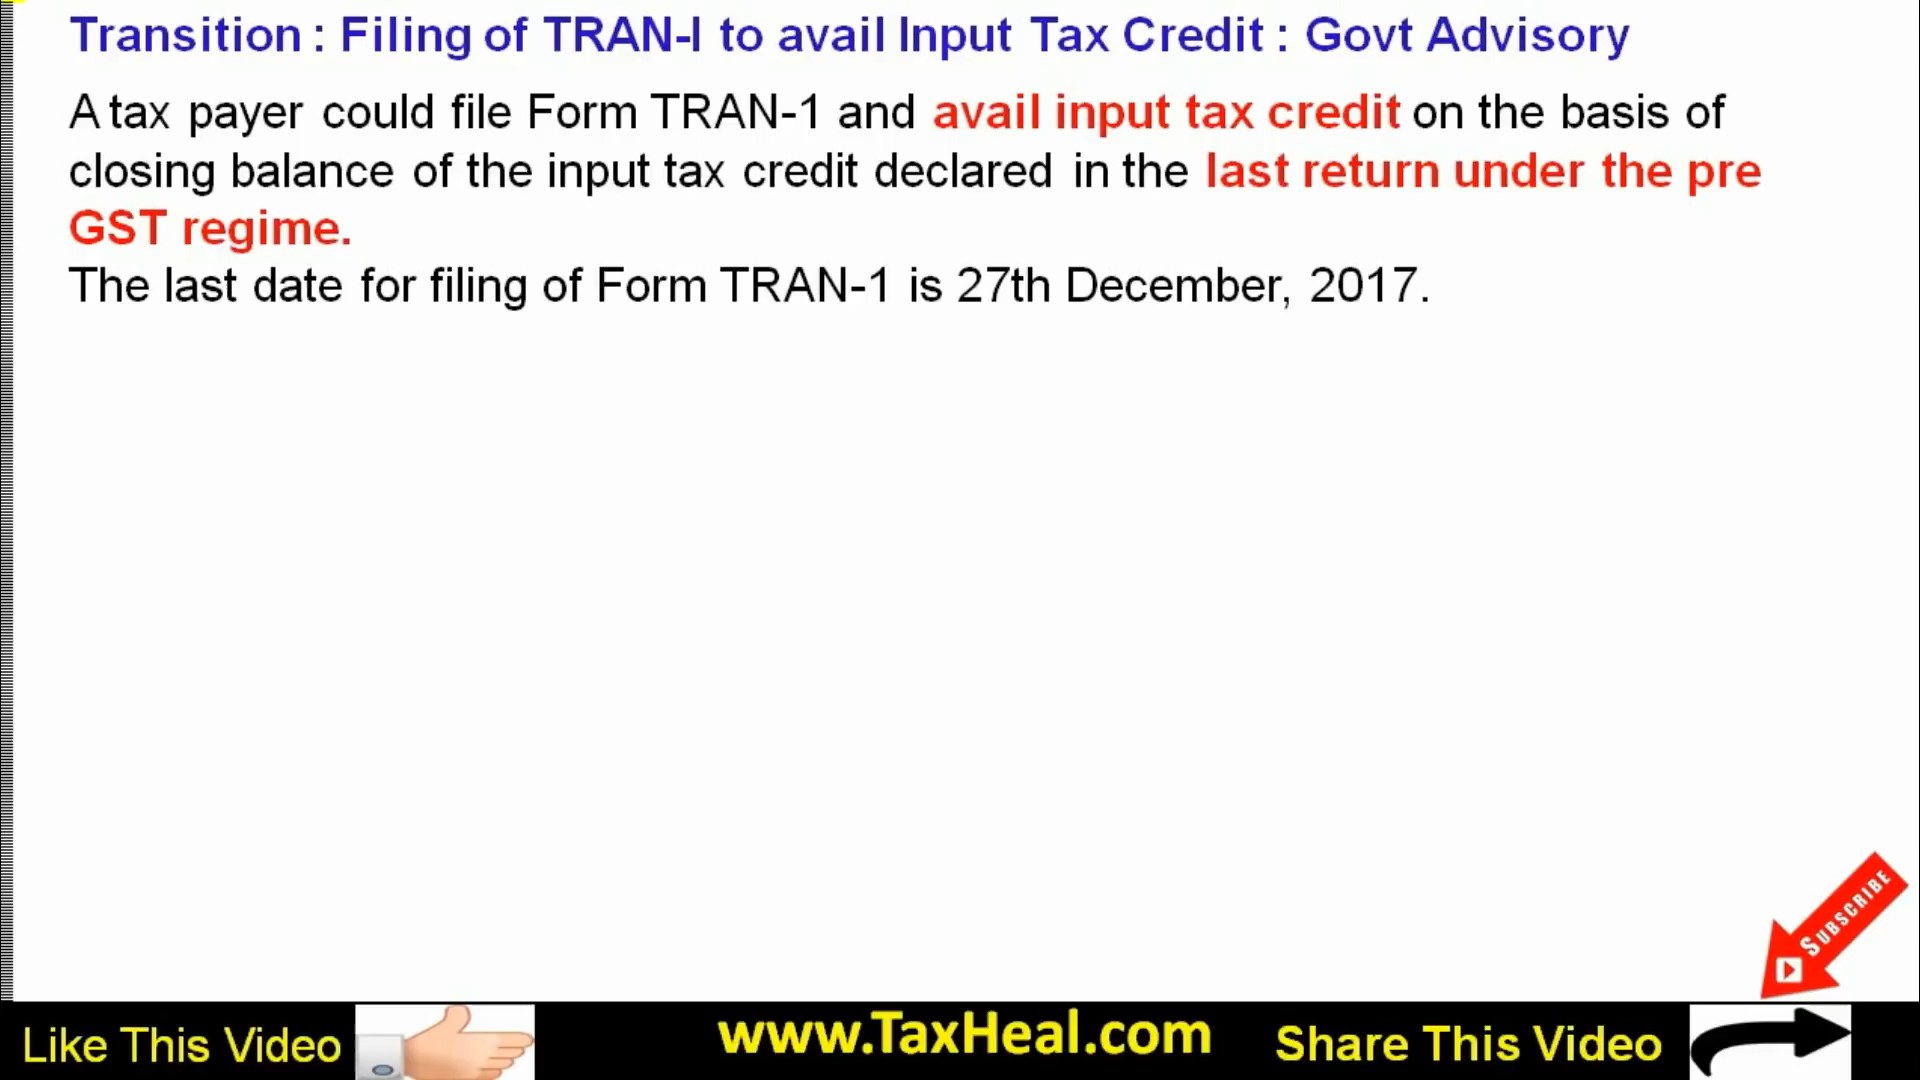 Transition : Filing of TRAN-I to avail Input Tax Credit : Govt Advisory
A tax payer could file Form TRAN-1 and avail input tax credit on the basis of
closing balance of the input tax credit declared in the last return under the pre
GST regime.
The last date for filing of Form TRAN-1 is 27th December, 2017.
SUBSCRIBE
Like This Video
www.TaxHeal.com
Share This Video